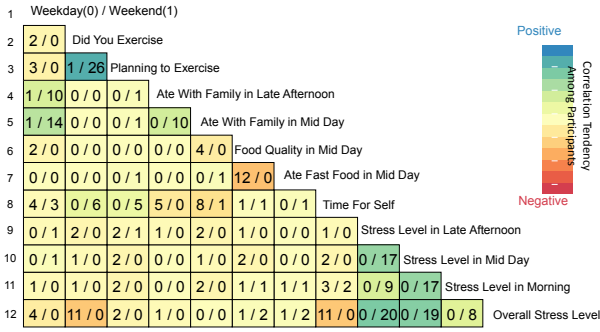 1 Weekday(0) / Weekend(1)
2 2 / 0 Did You Exercise
3 3 / 0 1 / 26 Planning to Exercise
4 1 / 10 0 / 0 0 / 1 Ate With Family in Late Afternoon
5 1 / 14 0 / 0 0 / 1 0 / 10 Ate With Family in Mid Day
6 2 / 0 0 / 0 0 / 0 0 / 0 4 / 0 Food Quality in Mid Day
7 0 / 0 0 / 0 0 / 1 0 / 0 0 / 1 12 / 0 Ate Fast Food in Mid Day
8 4 / 3 0 / 6 0 / 5 5 / 0 8 / 1 1 / 1 0 / 1 Time For Self
9 0 / 1 2 / 0 2 / 1 1 / 0 2 / 0 1 / 0 0 / 0 1 / 0 Stress Level in Late Afternoon
10 0 / 1 1 / 0 2 / 0 0 / 0 1 / 0 2 / 0 0 / 0 2 / 0 0 / 17 Stress Level in Mid Day
11 1 / 0 1 / 0 2 / 0 0 / 0 2 / 0 1 / 1 1 / 1 3 / 2 0 / 9 0 / 17 Stress Level in Morning
12 4 / 0 11 / 0 2 / 0 1 / 0 0 / 0 1 / 2 1 / 2 11 / 0 0 / 20 0 / 19 0 / 8 Overall Stress Level
Positive
Correlation Tendency
Among Participants
Negative